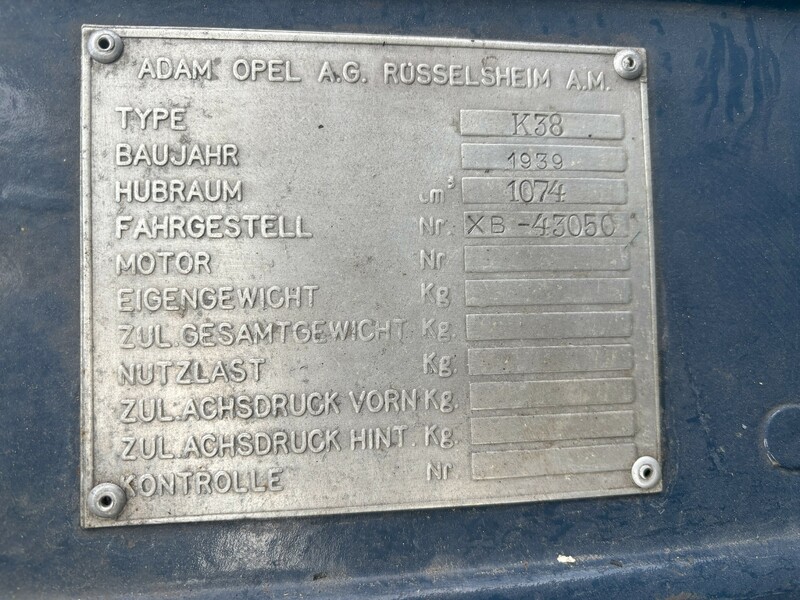 ADAM OPEL A.G. RÜSSELSHEIM A.M.
TYPE K38
BAUJAHR 1939
HUBRAUM cm³ 1074
FAHRGESTELL Nr. XB-43050
MOTOR Nr
EIGENGEWICHT Kg
ZUL. GESAMTGEWICHT Kg.
NUTZLAST Kg.
ZUL. ACHSDRUCK VORN Kg.
ZUL. ACHSDRUCK HINT. Kg.
KONTROLLE Nr